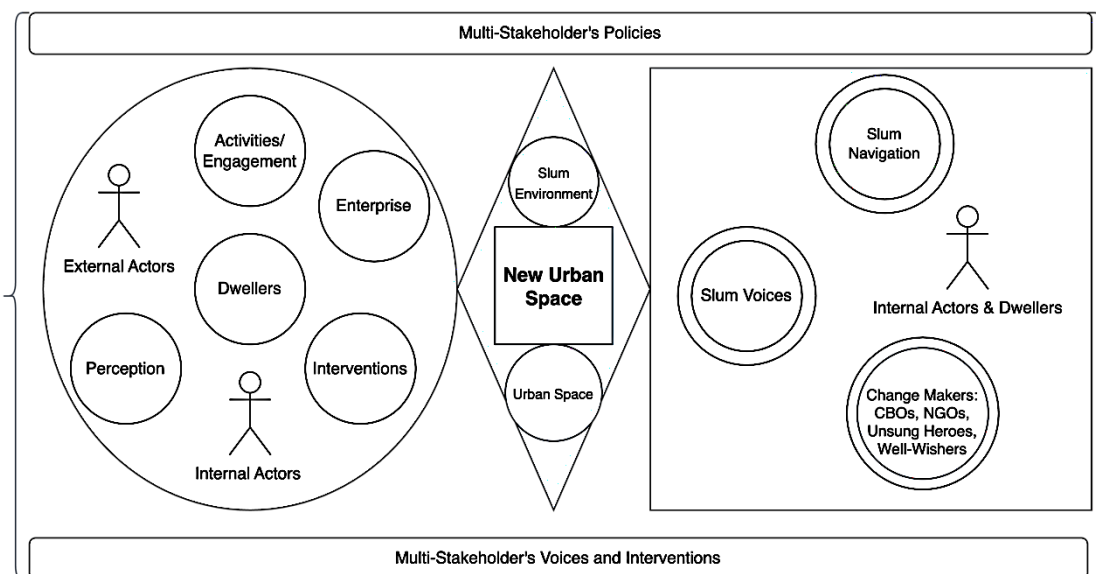 Multi-Stakeholder's Policies
Activities/
Engagement
Enterprise
External Actors
Dwellers
Perception
Interventions
Internal Actors
Slum
Environment
New Urban
Space
Urban Space
Slum
Navigation
Slum Voices
Internal Actors & Dwellers
Change Makers:
CBOs, NGOs,
Unsung Heroes,
Well-Wishers
Multi-Stakeholder's Voices and Interventions